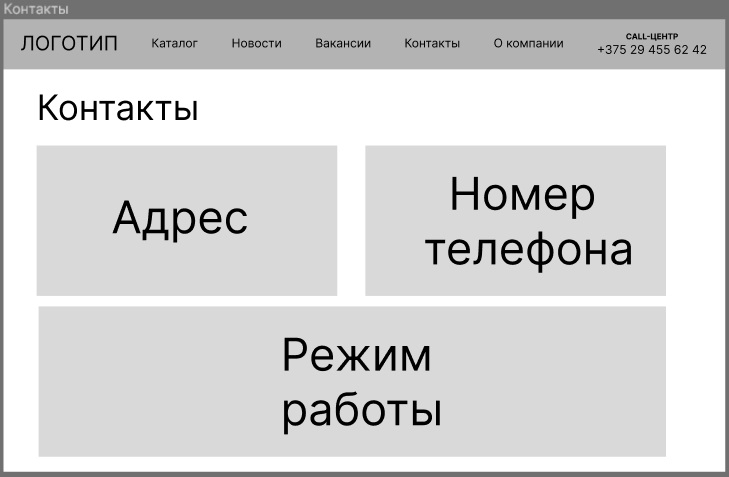 Контакты
ЛОГОТИП
Каталог
Новости
Вакансии
Контакты
О компании
CALL-ЦЕНТР
+375 29 455 62 42
Контакты
Адрес
Номер
телефона
Режим
работы